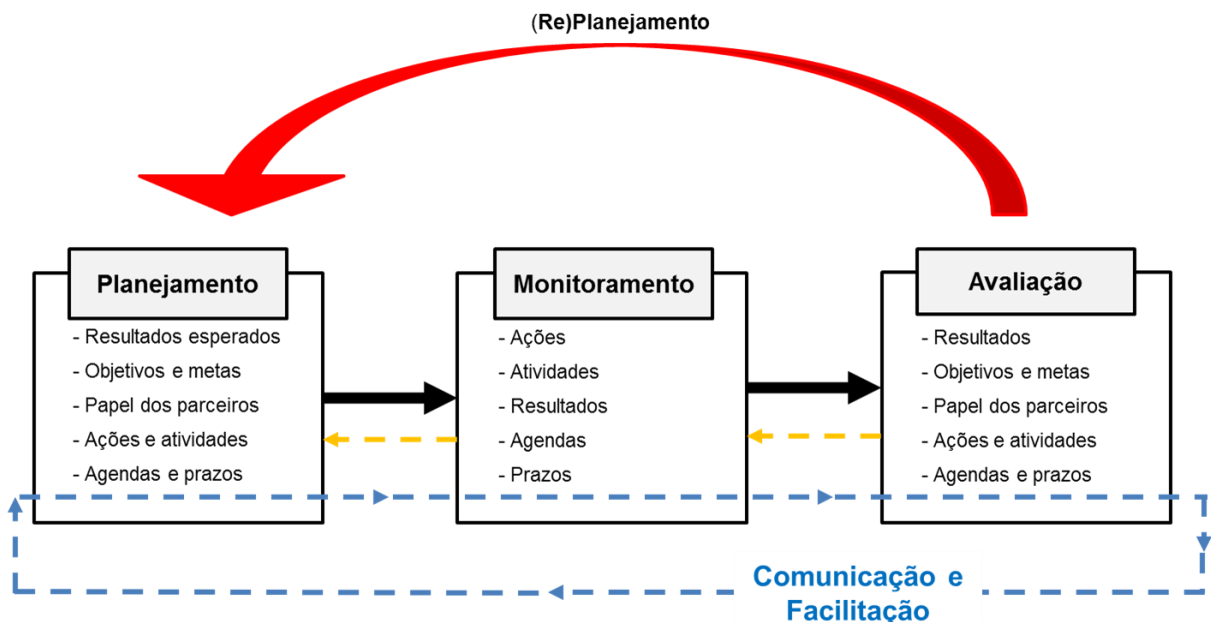 (Re)Planejamento
Planejamento
- Resultados esperados
- Objetivos e metas
- Papel dos parceiros
- Ações e atividades
- Agendas e prazos
Monitoramento
- Ações
- Atividades
- Resultados
- Agendas
- Prazos
Avaliação
- Resultados
- Objetivos e metas
- Papel dos parceiros
- Ações e atividades
- Agendas e prazos
Comunicação e
Facilitação